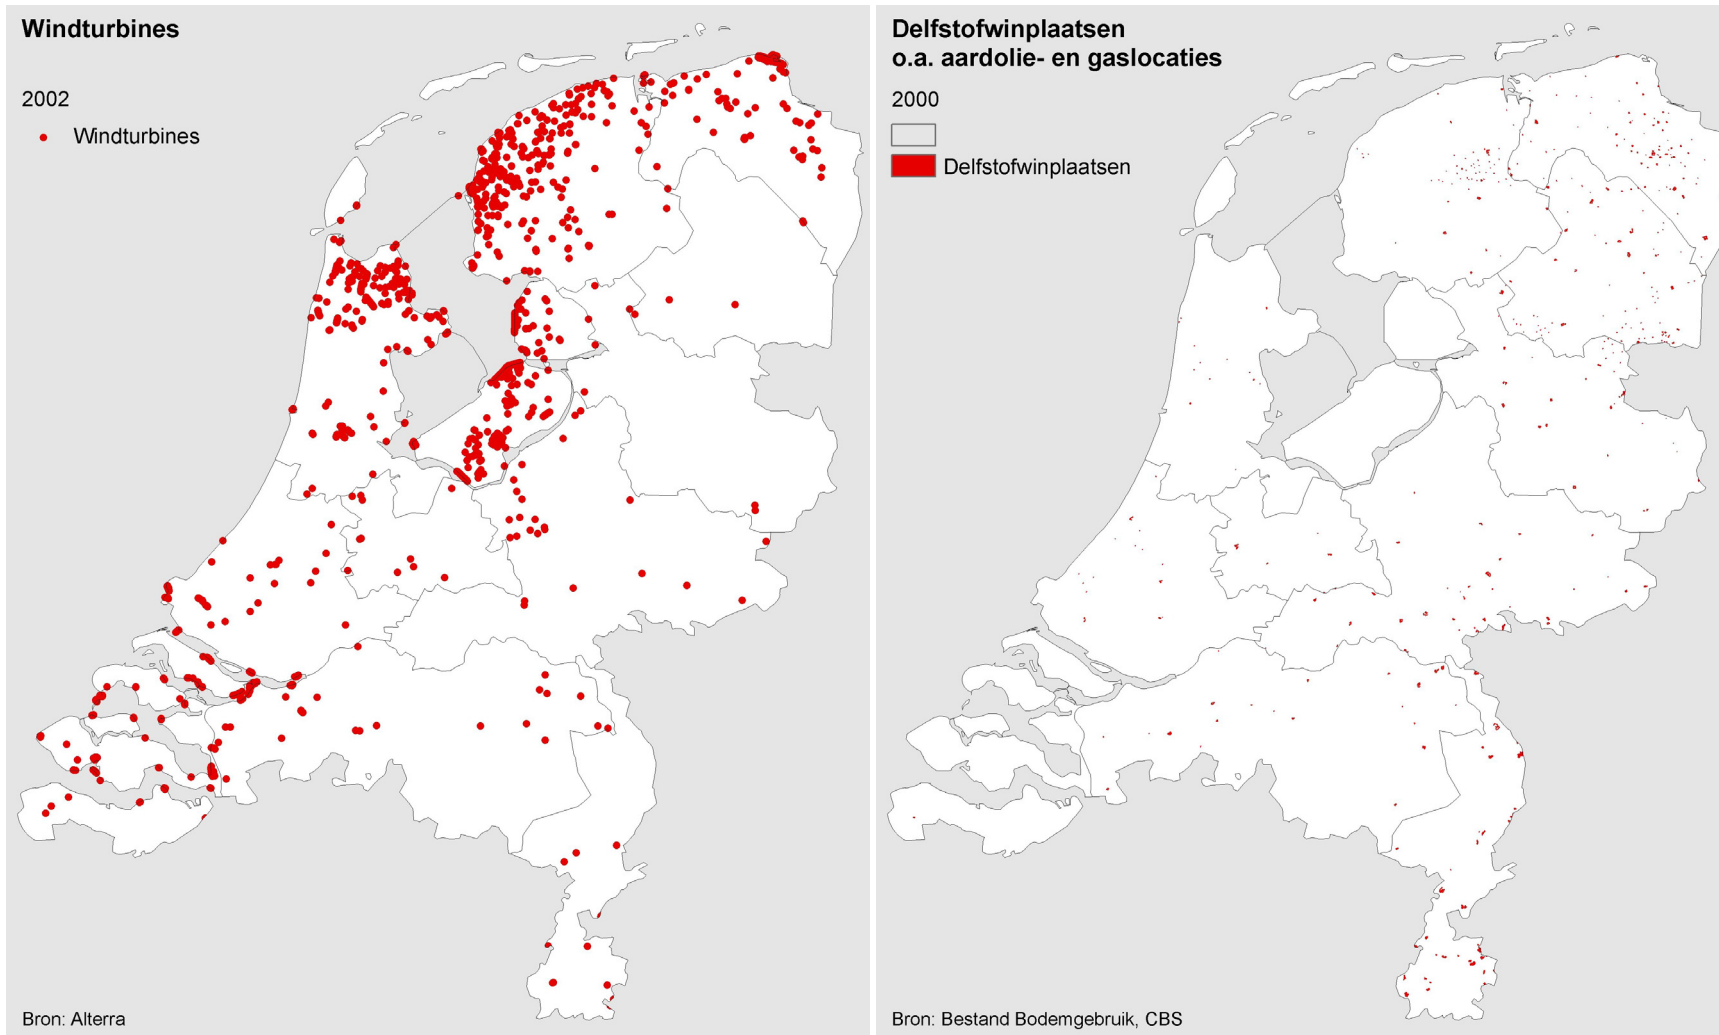 Windturbines
2002
Windturbines
Bron: Alterra
Delfstofwinplaatsen
o.a. aardolie- en gaslocaties
2000
Delfstofwinplaatsen
Bron: Bestand Bodemgebruik, CBS